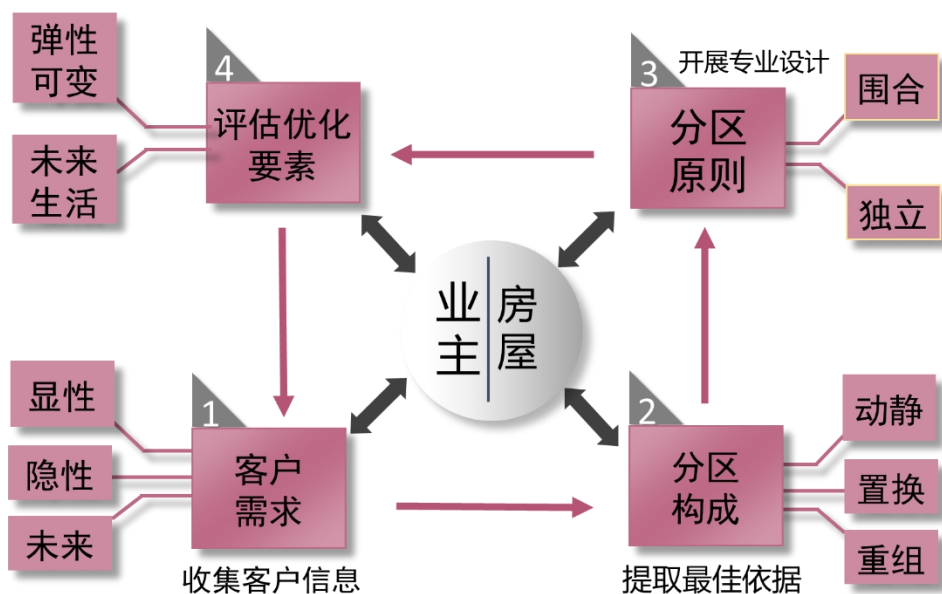 弹性
可变
未来
生活
4
评估优化
要素
3
开展专业设计
分区
原则
围合
独立
业主
房屋
显性
隐性
未来
1
客户
需求
收集客户信息
2
分区
构成
提取最佳依据
动静
置换
重组